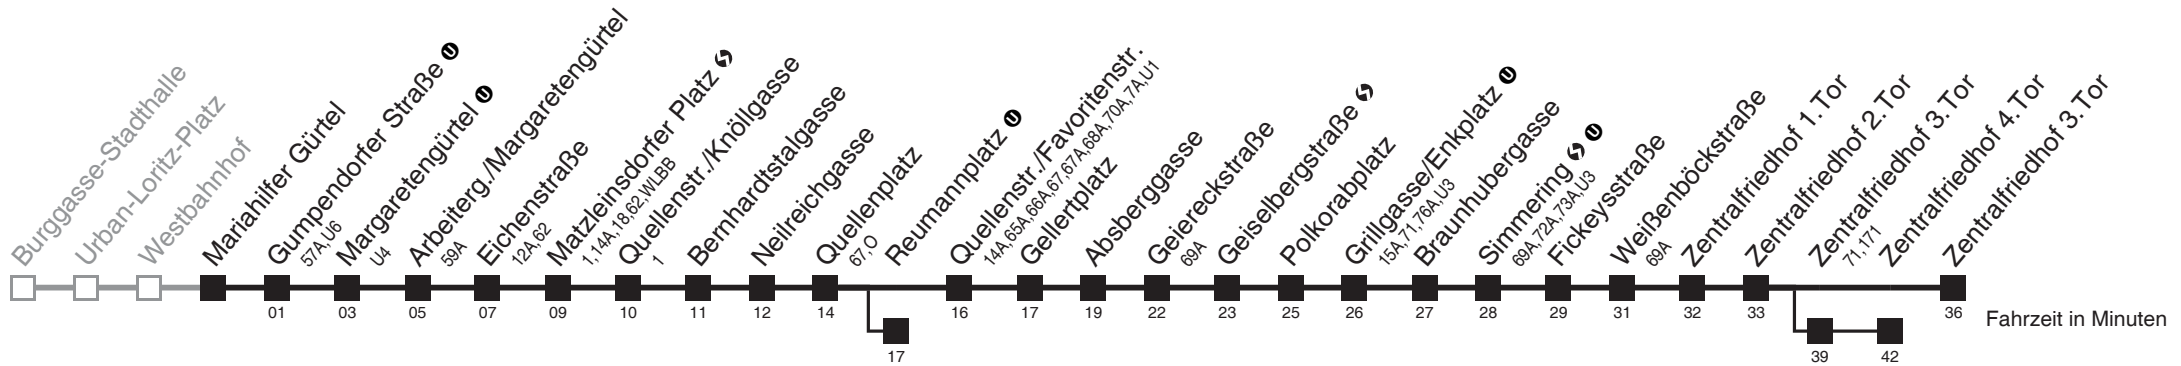 Burggasse-Stadthalle
Urban-Loritz-Platz
Westbahnhof
Mariahilfer Gürtel
Gumpendorfer Straße U
57A,U6
Margaretengürtel U
U4
Arbeiterg./Margaretengürtel
59A
Eichenstraße
12A,62
Matzleinsdorfer Platz S
1,14A,18,62,WLBB
Quellenstr./Knöllgasse
1
Bernhardtstalgasse
Neilreichgasse
Quellenplatz
67,O
Reumannplatz U
Quellenstr./Favoritenstr.
14A,65A,66A,67,67A,68A,70A,7A,U1
Gellertplatz
Absberggasse
Geiereckstraße
69A
Geiselbergstraße S
Polkorabplatz
Grillgasse/Enkplatz U
15A,71,76A,U3
Braunhubergasse
Simmering S U
69A,72A,73A,U3
Fickeysstraße
Weißenböckstraße
69A
Zentralfriedhof 1.Tor
Zentralfriedhof 2.Tor
Zentralfriedhof 3.Tor
71,171
Zentralfriedhof 4.Tor
Zentralfriedhof 3.Tor
01 03 05 07 09 10 11 12 14 16 17 19 22 23 25 26 27 28 29 31 32 33 36
Fahrzeit in Minuten
17 39 42